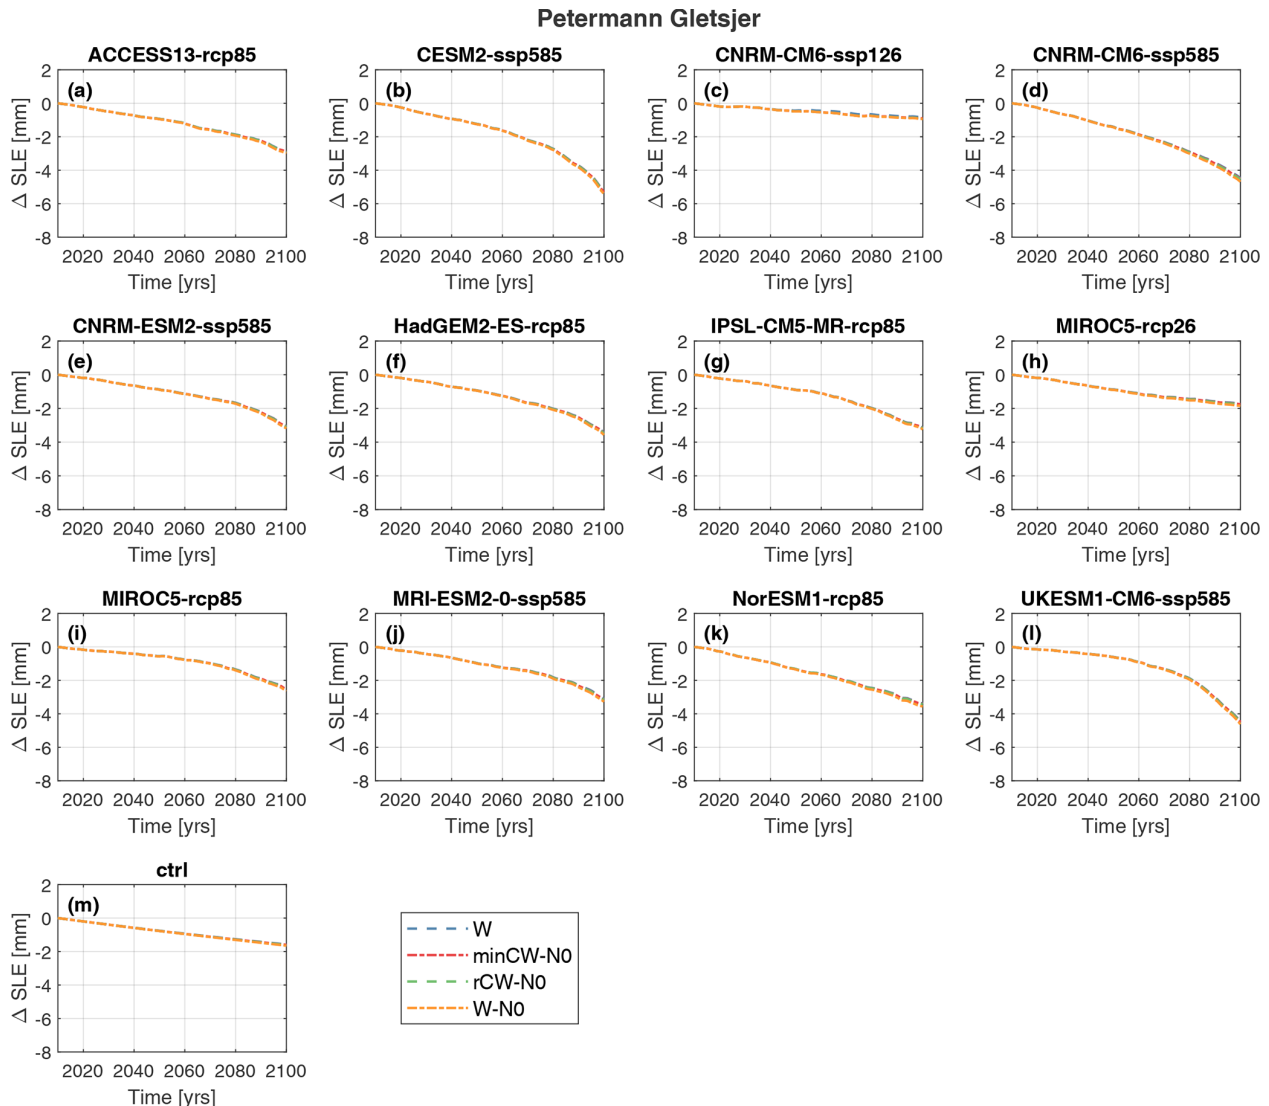 Petermann Gletsjer
ACCESS13-rcp85
CESM2-ssp585
CNRM-CM6-ssp126
CNRM-CM6-ssp585
2
0
-2
-4
-6
-8
Δ SLE [mm]
(a)
2020 2040 2060 2080 2100
Time [yrs]
2
0
-2
-4
-6
-8
Δ SLE [mm]
(b)
2020 2040 2060 2080 2100
Time [yrs]
2
0
-2
-4
-6
-8
Δ SLE [mm]
(c)
2020 2040 2060 2080 2100
Time [yrs]
2
0
-2
-4
-6
-8
Δ SLE [mm]
(d)
2020 2040 2060 2080 2100
Time [yrs]
CNRM-ESM2-ssp585
HadGEM2-ES-rcp85
IPSL-CM5-MR-rcp85
MIROC5-rcp26
2
0
-2
-4
-6
-8
Δ SLE [mm]
(e)
2020 2040 2060 2080 2100
Time [yrs]
2
0
-2
-4
-6
-8
Δ SLE [mm]
(f)
2020 2040 2060 2080 2100
Time [yrs]
2
0
-2
-4
-6
-8
Δ SLE [mm]
(g)
2020 2040 2060 2080 2100
Time [yrs]
2
0
-2
-4
-6
-8
Δ SLE [mm]
(h)
2020 2040 2060 2080 2100
Time [yrs]
MIROC5-rcp85
MRI-ESM2-0-ssp585
NorESM1-rcp85
UKESM1-CM6-ssp585
2
0
-2
-4
-6
-8
Δ SLE [mm]
(i)
2020 2040 2060 2080 2100
Time [yrs]
2
0
-2
-4
-6
-8
Δ SLE [mm]
(j)
2020 2040 2060 2080 2100
Time [yrs]
2
0
-2
-4
-6
-8
Δ SLE [mm]
(k)
2020 2040 2060 2080 2100
Time [yrs]
2
0
-2
-4
-6
-8
Δ SLE [mm]
(l)
2020 2040 2060 2080 2100
Time [yrs]
ctrl
2
0
-2
-4
-6
-8
Δ SLE [mm]
(m)
2020 2040 2060 2080 2100
Time [yrs]
W
minCW-N0
rCW-N0
W-N0